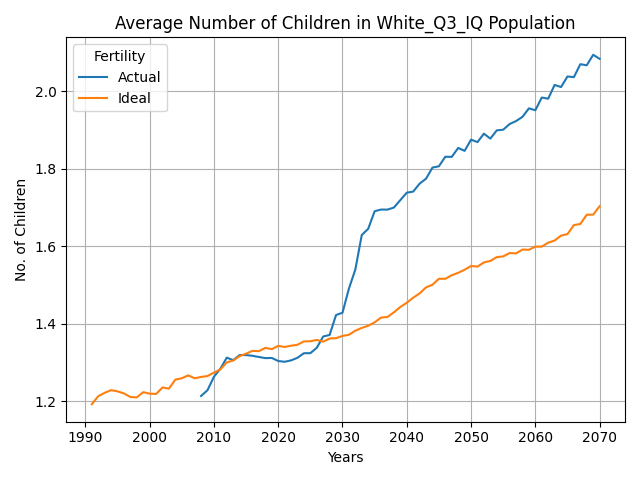 Average Number of Children in White_Q3_IQ Population
Fertility
Actual
Ideal
No. of Children
2.0
1.8
1.6
1.4
1.2
1990 2000 2010 2020 2030 2040 2050 2060 2070
Years